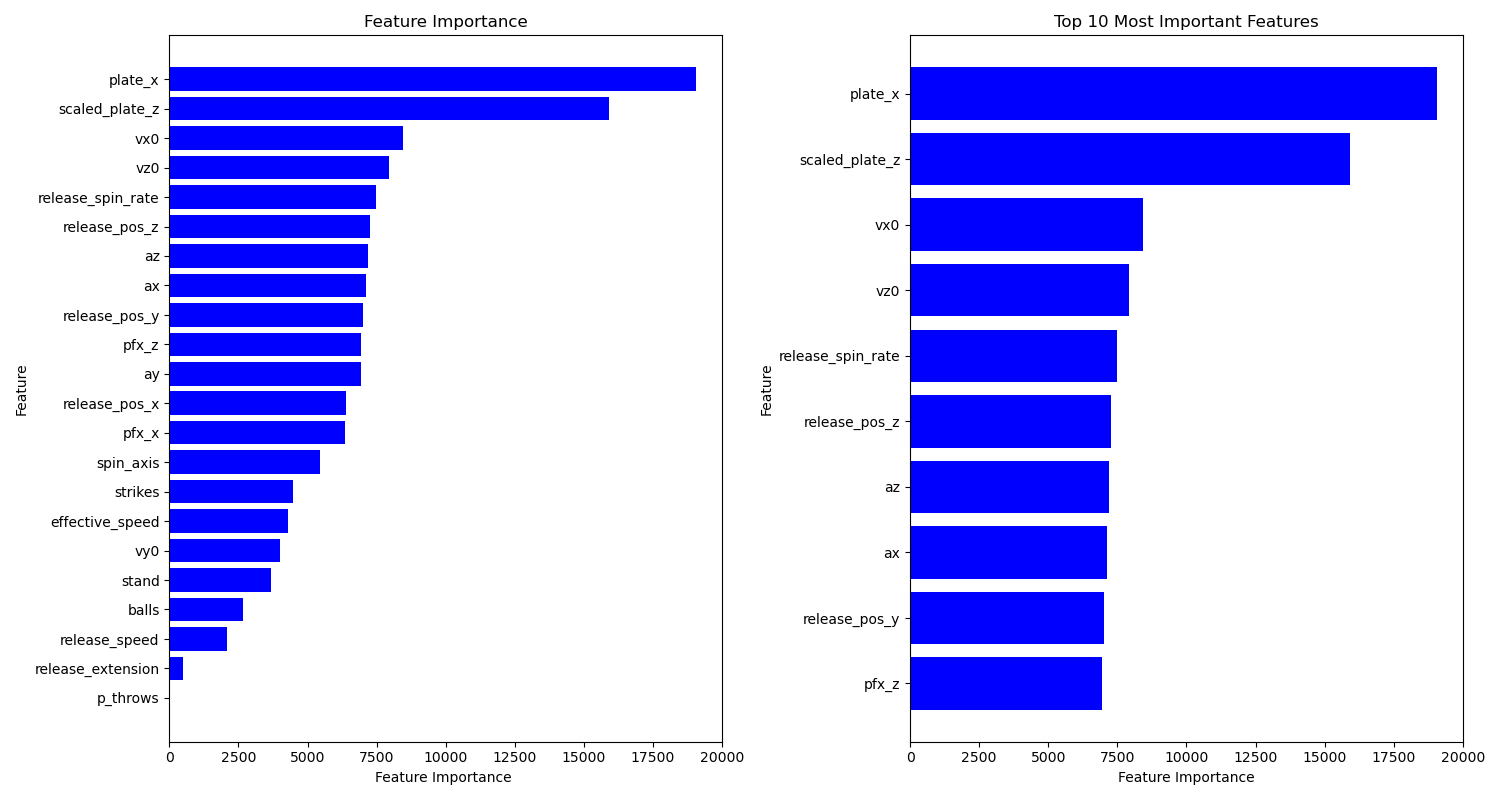 Feature Importance
plate_x
scaled_plate_z
vx0
vz0
release_spin_rate
release_pos_z
az
ax
release_pos_y
pfx_z
ay
release_pos_x
pfx_x
spin_axis
strikes
effective_speed
vy0
stand
balls
release_speed
release_extension
p_throws
Feature
0 2500 5000 7500 10000 12500 15000 17500 20000
Feature Importance
Top 10 Most Important Features
plate_x
scaled_plate_z
vx0
vz0
release_spin_rate
release_pos_z
az
ax
release_pos_y
pfx_z
Feature
0 2500 5000 7500 10000 12500 15000 17500 20000
Feature Importance